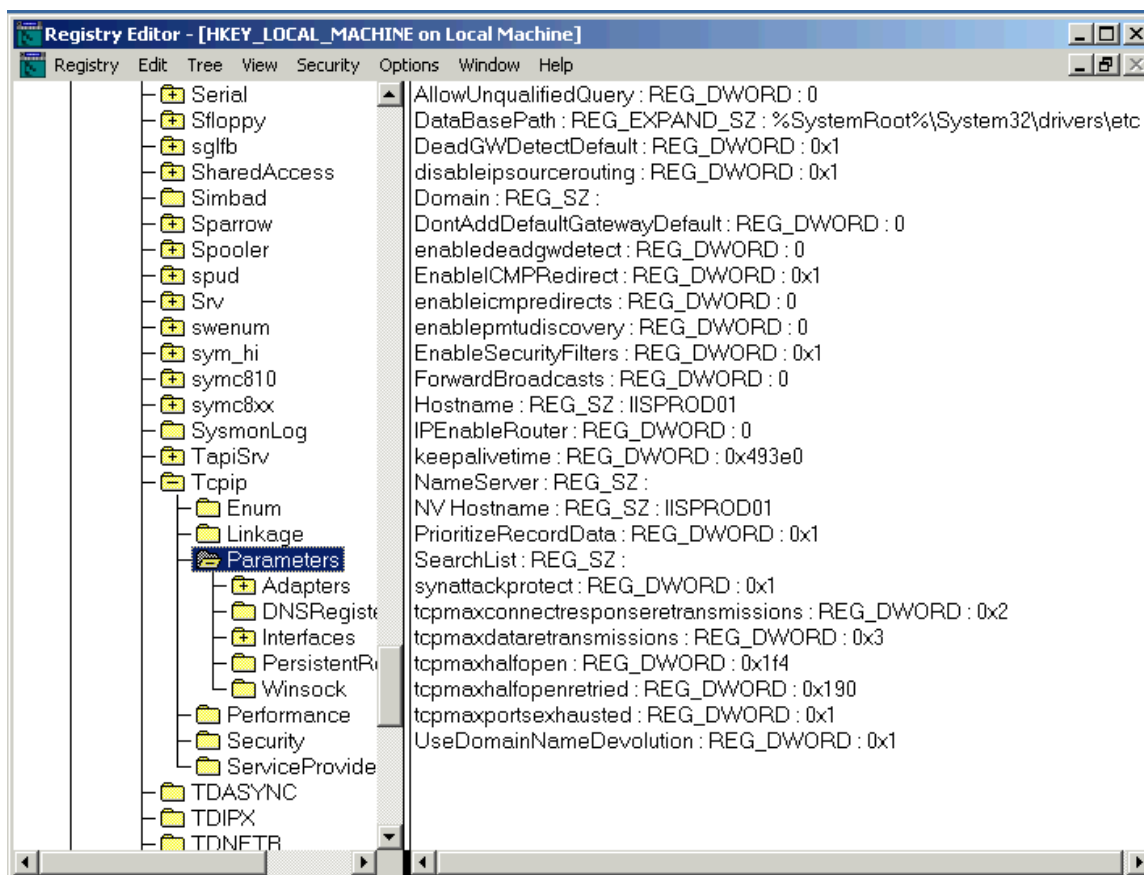 Registry Editor - [HKEY_LOCAL_MACHINE on Local Machine]
Registry Edit Tree View Security Options Window Help
Serial
Sfloppy
sglfb
SharedAccess
Simbad
Sparrow
Spooler
spud
Srv
swenum
sym_hi
symc810
symc8xx
SysmonLog
TapiSrv
Tcpip
Enum
Linkage
Parameters
Adapters
DNSRegiste
Interfaces
PersistentRo
Winsock
Performance
Security
ServiceProvide
TDASYNC
TDIPX
TDNETB
AllowUnqualifiedQuery : REG_DWORD : 0
DataBasePath : REG_EXPAND_SZ : %SystemRoot%\System32\drivers\etc
DeadGWDetectDefault : REG_DWORD : 0x1
disableipsourcerouting : REG_DWORD : 0x1
Domain : REG_SZ :
DontAddDefaultGatewayDefault : REG_DWORD : 0
enabledeadgwdetect : REG_DWORD : 0
EnableICMPRedirect : REG_DWORD : 0x1
enableicmpredirects : REG_DWORD : 0
enablepmtudiscovery : REG_DWORD : 0
EnableSecurityFilters : REG_DWORD : 0x1
ForwardBroadcasts : REG_DWORD : 0
Hostname : REG_SZ : IISPROD01
IPEnableRouter : REG_DWORD : 0
keepalivetime : REG_DWORD : 0x493e0
NameServer : REG_SZ :
NV Hostname : REG_SZ : IISPROD01
PrioritizeRecordData : REG_DWORD : 0x1
SearchList : REG_SZ :
synattackprotect : REG_DWORD : 0x1
tcpmaxconnectresponseretransmissions : REG_DWORD : 0x2
tcpmaxdataretransmissions : REG_DWORD : 0x3
tcpmaxhalfopen : REG_DWORD : 0x1f4
tcpmaxhalfopenretried : REG_DWORD : 0x190
tcpmaxportsexhausted : REG_DWORD : 0x1
UseDomainNameDevolution : REG_DWORD : 0x1